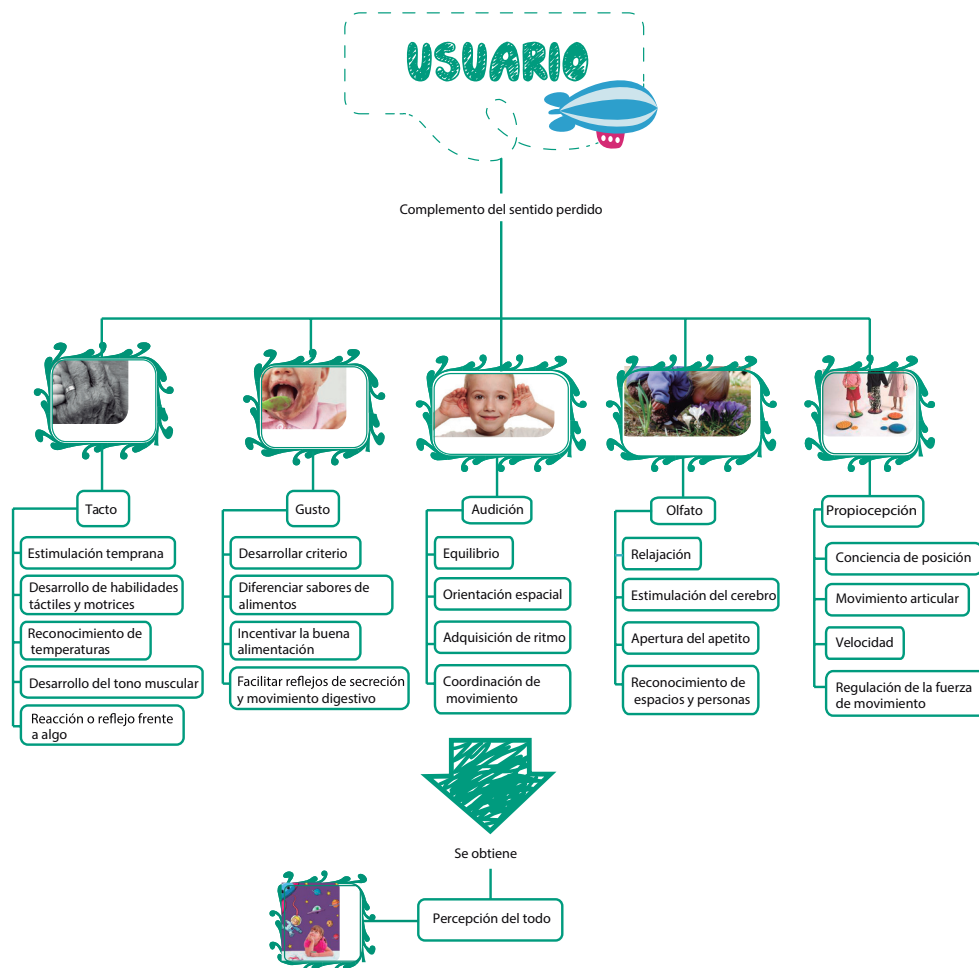 USUARIO
Complemento del sentido perdido
Tacto
Estimulación temprana
Desarrollo de habilidades
táctiles y motrices
Reconocimiento de
temperaturas
Desarrollo del tono muscular
Reacción o reflejo frente
a algo
Gusto
Desarrollar criterio
Diferenciar sabores de
alimentos
Incentivar la buena
alimentación
Facilitar reflejos de secreción
y movimiento digestivo
Audición
Equilibrio
Orientación espacial
Adquisición de ritmo
Coordinación de
movimiento
Olfato
Relajación
Estimulación del cerebro
Apertura del apetito
Reconocimiento de
espacios y personas
Propiocepción
Conciencia de posición
Movimiento articular
Velocidad
Regulación de la fuerza
de movimiento
Se obtiene
Percepción del todo